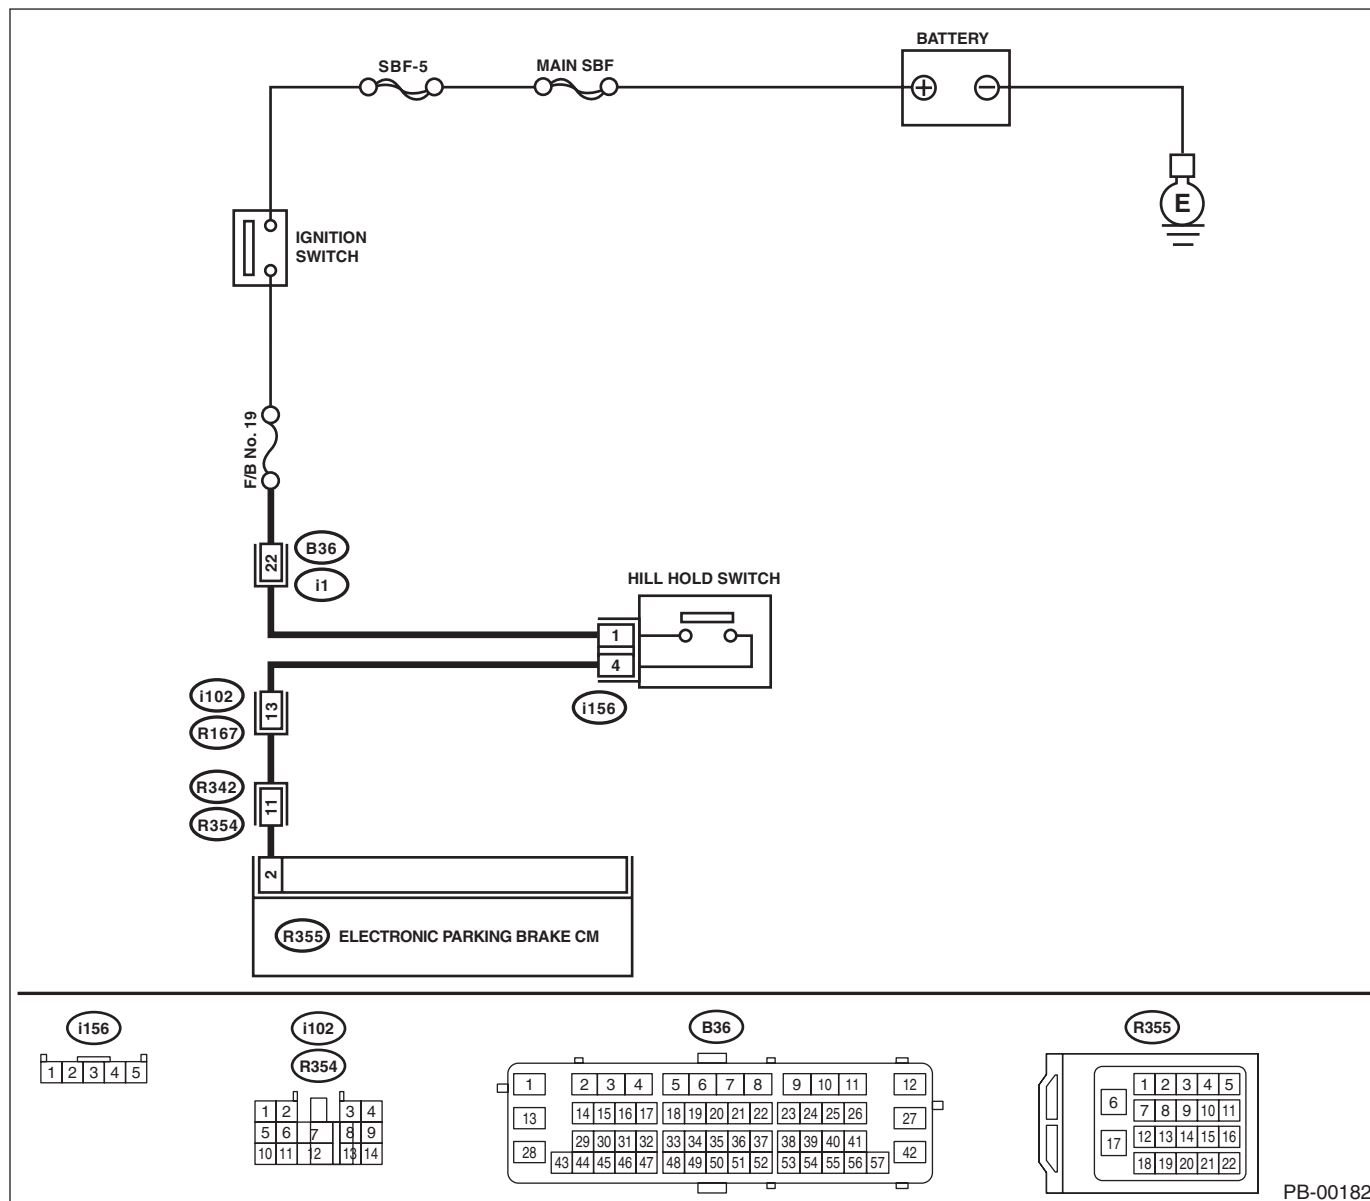 BATTERY
SBF-5
MAIN SBF
E
IGNITION
SWITCH
F/B No. 19
22
B36
i1
HILL HOLD SWITCH
1
4
i156
i102
13
R167
R342
11
R354
2
R355 ELECTRONIC PARKING BRAKE CM
i156
1 2 3 4 5
i102
R354
1 2 3 4
5 6 7 8 9
10 11 12 13 14
B36
1 2 3 4 5 6 7 8 9 10 11 12
13 14 15 16 17 18 19 20 21 22 23 24 25 26 27
28 29 30 31 32 33 34 35 36 37 38 39 40 41 42
43 44 45 46 47 48 49 50 51 52 53 54 55 56 57
R355
1 2 3 4 5
6 7 8 9 10 11
12 13 14 15 16
17 18 19 20 21 22
PB-00182